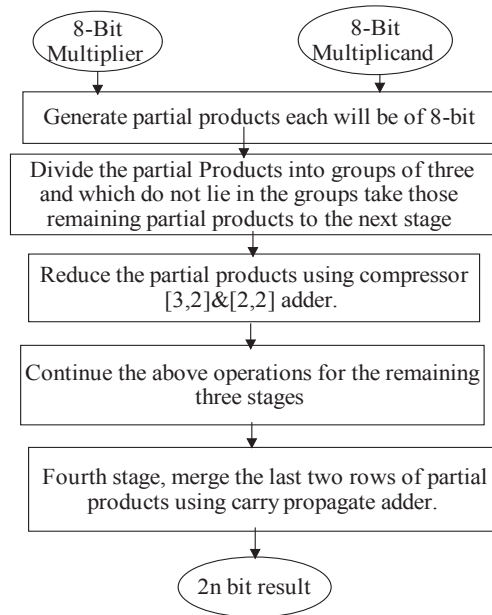 8-Bit
Multiplier
8-Bit
Multiplicand
Generate partial products each will be of 8-bit
Divide the partial Products into groups of three
and which do not lie in the groups take those
remaining partial products to the next stage
Reduce the partial products using compressor
[3,2]&[2,2] adder.
Continue the above operations for the remaining
three stages
Fourth stage, merge the last two rows of partial
products using carry propagate adder.
2n bit result